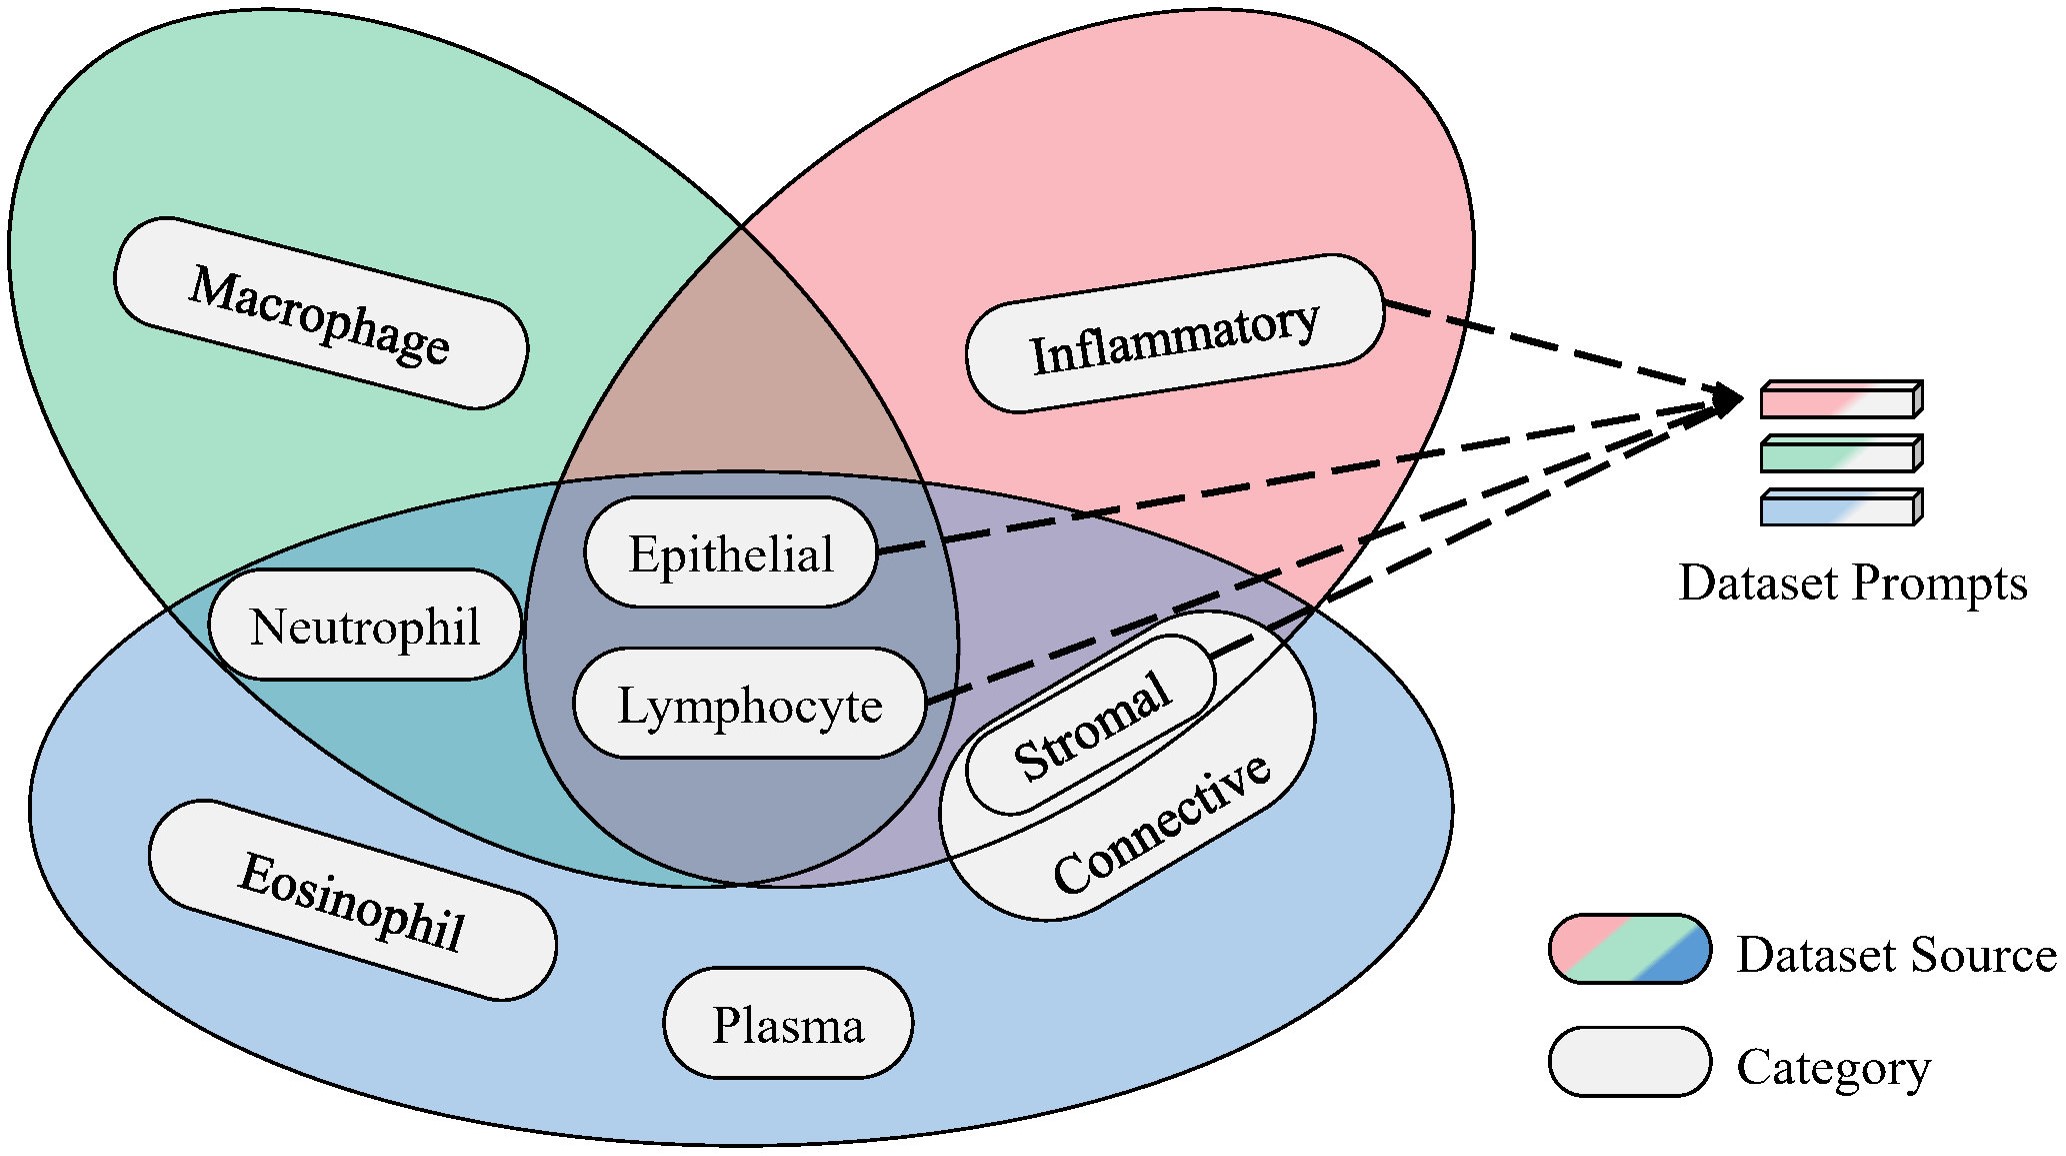 Macrophage
Inflammatory
Epithelial
Neutrophil
Lymphocyte
Stromal
Connective
Eosinophil
Plasma
Dataset Prompts
Dataset Source
Category